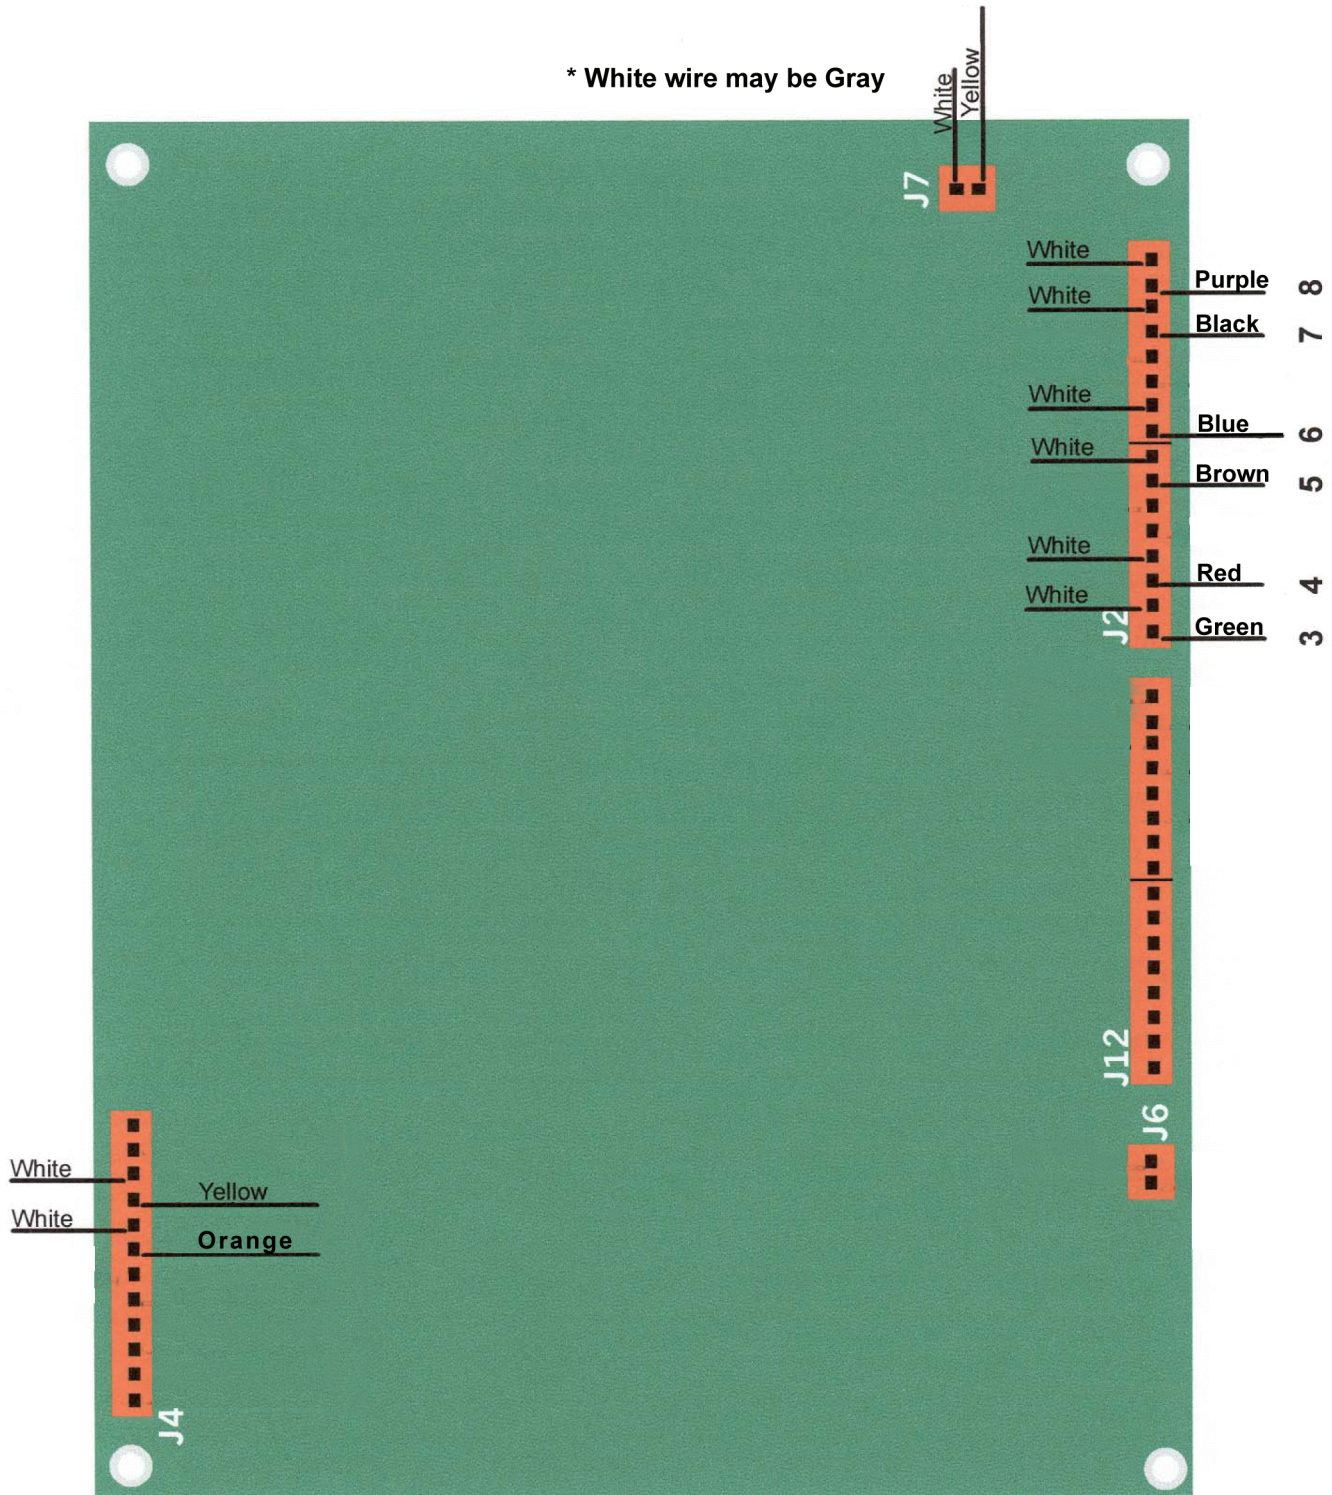 * White wire may be Gray
White
Yellow
J7
White
Purple 8
White
Black 7
White
Blue 6
White
Brown 5
White
Red 4
White
J2
Green 3
J12
J6
White
Yellow
White
Orange
J4